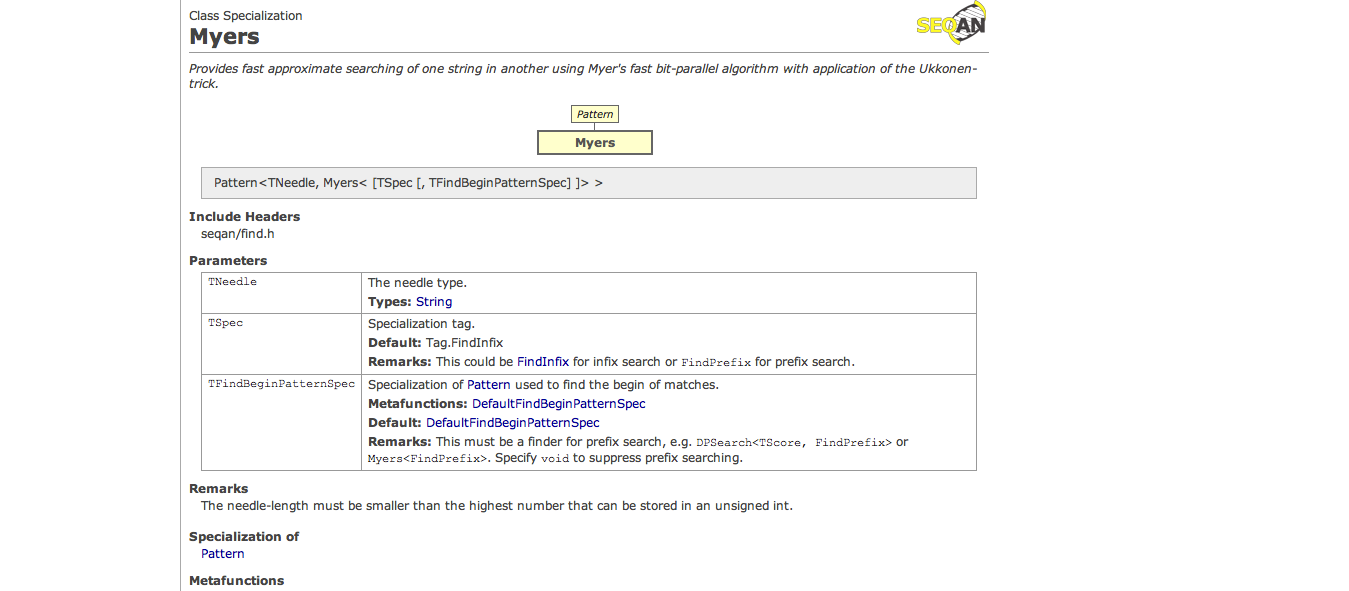 Class Specialization
SEQAN
Myers
Provides fast approximate searching of one string in another using Myer's fast bit-parallel algorithm with application of the Ukkonen-
trick.
Pattern
Myers
Pattern<TNeedle, Myers< [TSpec [, TFindBeginPatternSpec] ]> >
Include Headers
seqan/find.h
Parameters
TNeedle
The needle type.
Types: String
TSpec
Specialization tag.
Default: Tag.FindInfix
Remarks: This could be FindInfix for infix search or FindPrefix for prefix search.
TFindBeginPatternSpec
Specialization of Pattern used to find the begin of matches.
Metafunctions: DefaultFindBeginPatternSpec
Default: DefaultFindBeginPatternSpec
Remarks: This must be a finder for prefix search, e.g. DPSearch<TScore, FindPrefix> or
Myers<FindPrefix>. Specify void to suppress prefix searching.
Remarks
The needle-length must be smaller than the highest number that can be stored in an unsigned int.
Specialization of
Pattern
Metafunctions